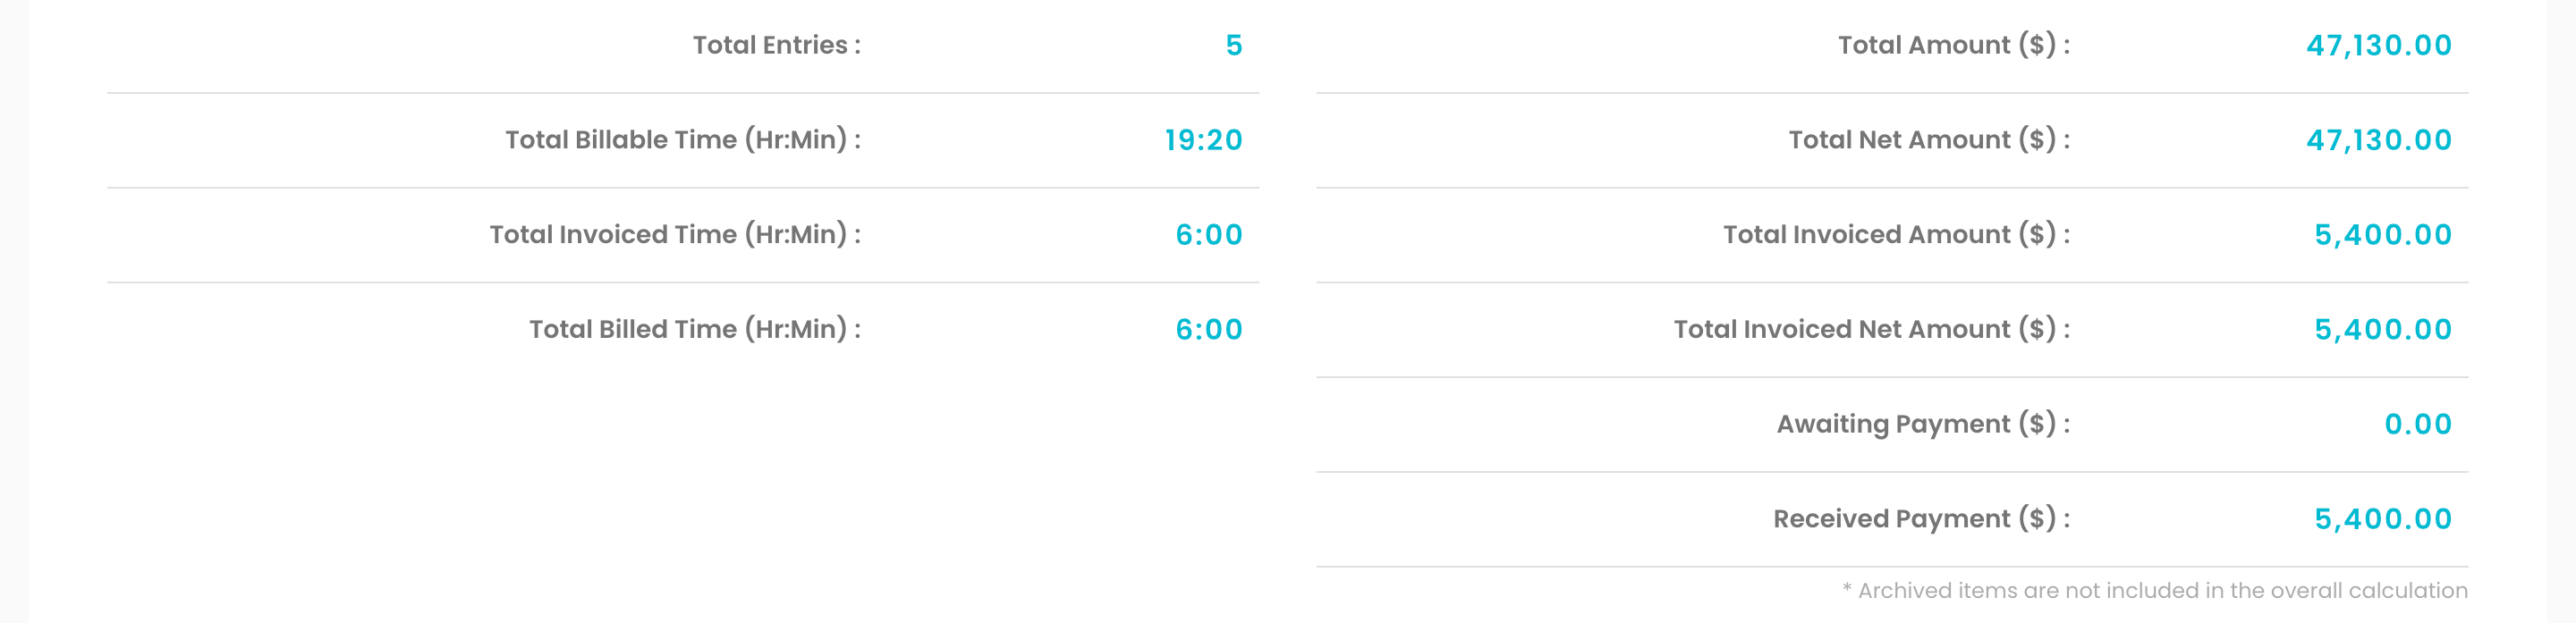 Total Entries : 5
Total Billable Time (Hr:Min) : 19:20
Total Invoiced Time (Hr:Min) : 6:00
Total Billed Time (Hr:Min) : 6:00
Total Amount ($) : 47,130.00
Total Net Amount ($) : 47,130.00
Total Invoiced Amount ($) : 5,400.00
Total Invoiced Net Amount ($) : 5,400.00
Awaiting Payment ($) : 0.00
Received Payment ($) : 5,400.00
* Archived items are not included in the overall calculation